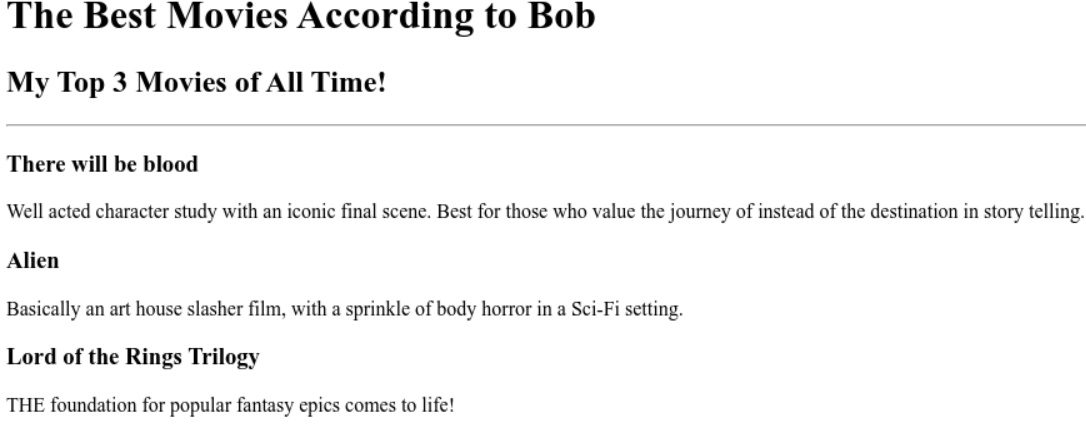 The Best Movies According to Bob
My Top 3 Movies of All Time!
There will be blood
Well acted character study with an iconic final scene. Best for those who value the journey of instead of the destination in story telling.
Alien
Basically an art house slasher film, with a sprinkle of body horror in a Sci-Fi setting.
Lord of the Rings Trilogy
THE foundation for popular fantasy epics comes to life!